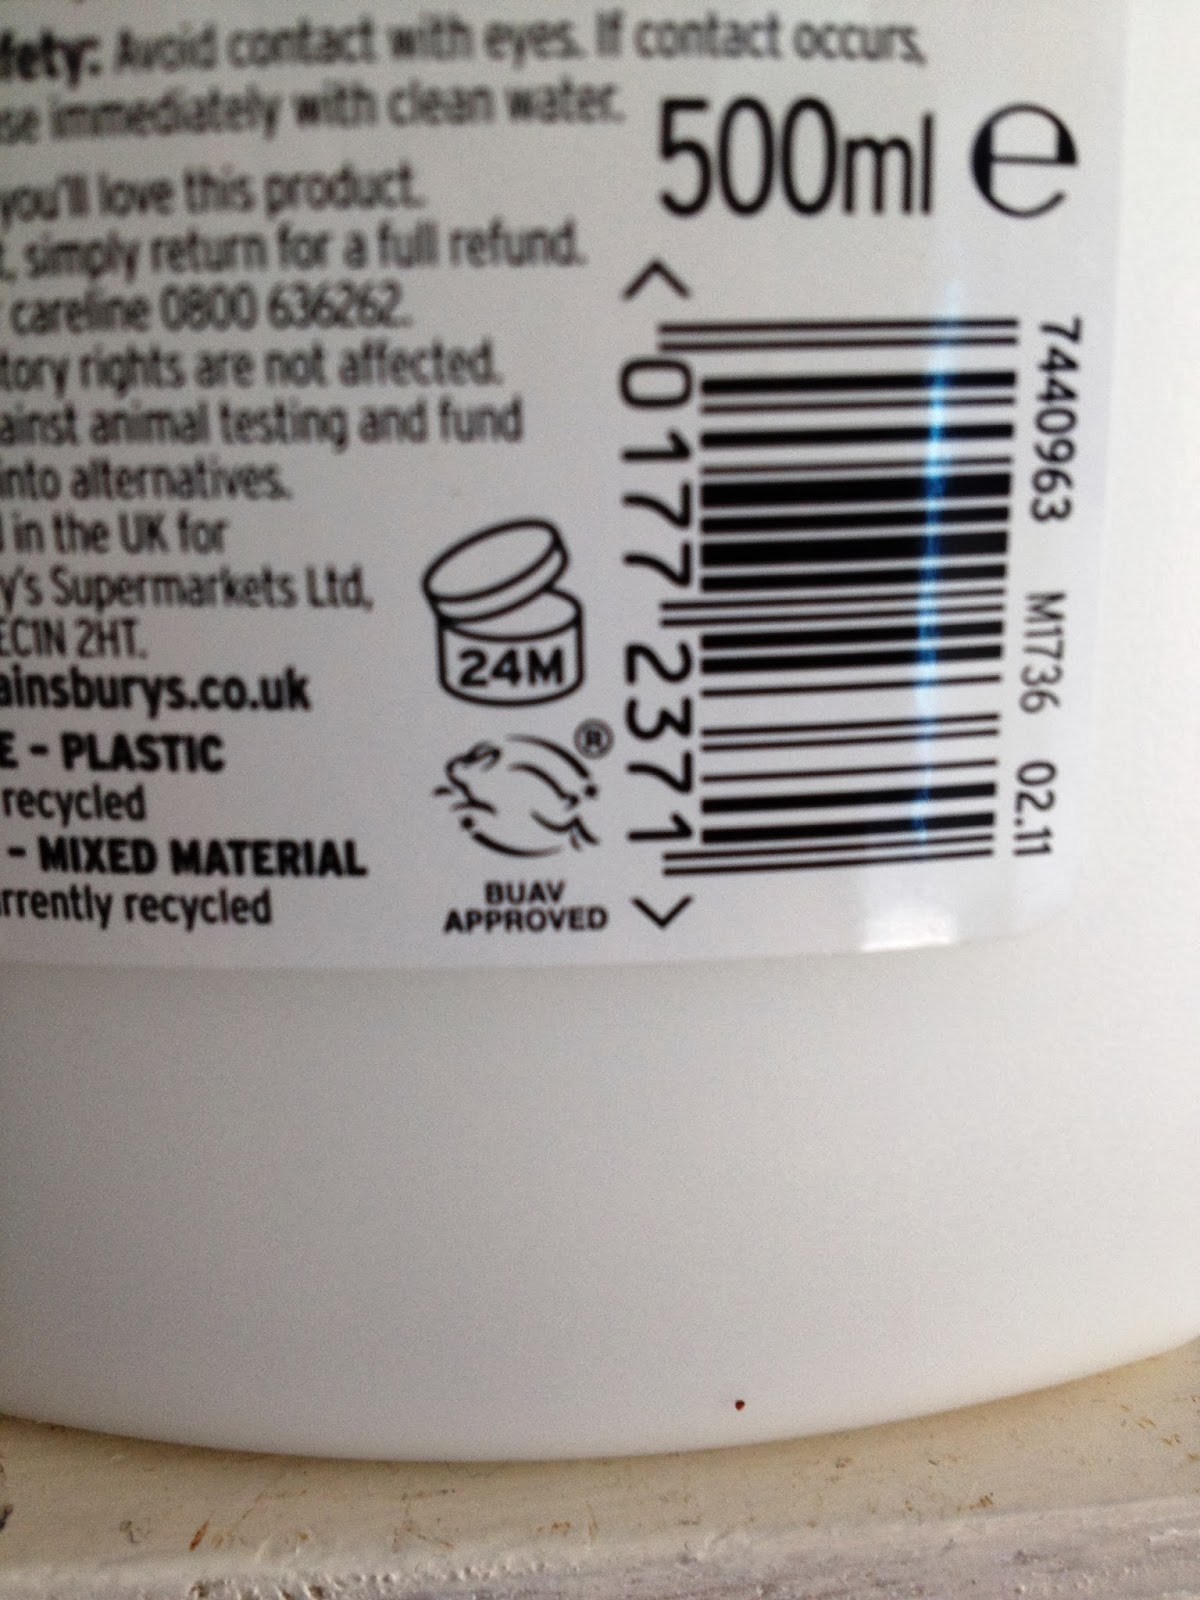 fety: Avoid contact with eyes. If contact occurs,
se immediately with clean water.
you'll love this product.
t, simply return for a full refund.
careline 0800 636262.
tory rights are not affected.
ainst animal testing and fund
into alternatives.
d in the UK for
y's Supermarkets Ltd,
EC1N 2HT.
ainsburys.co.uk
E - PLASTIC
recycled
- MIXED MATERIAL
rrently recycled
500ml e
24M
®
BUAV
APPROVED
< 0177 2371 >
7440963 M1736 02.11